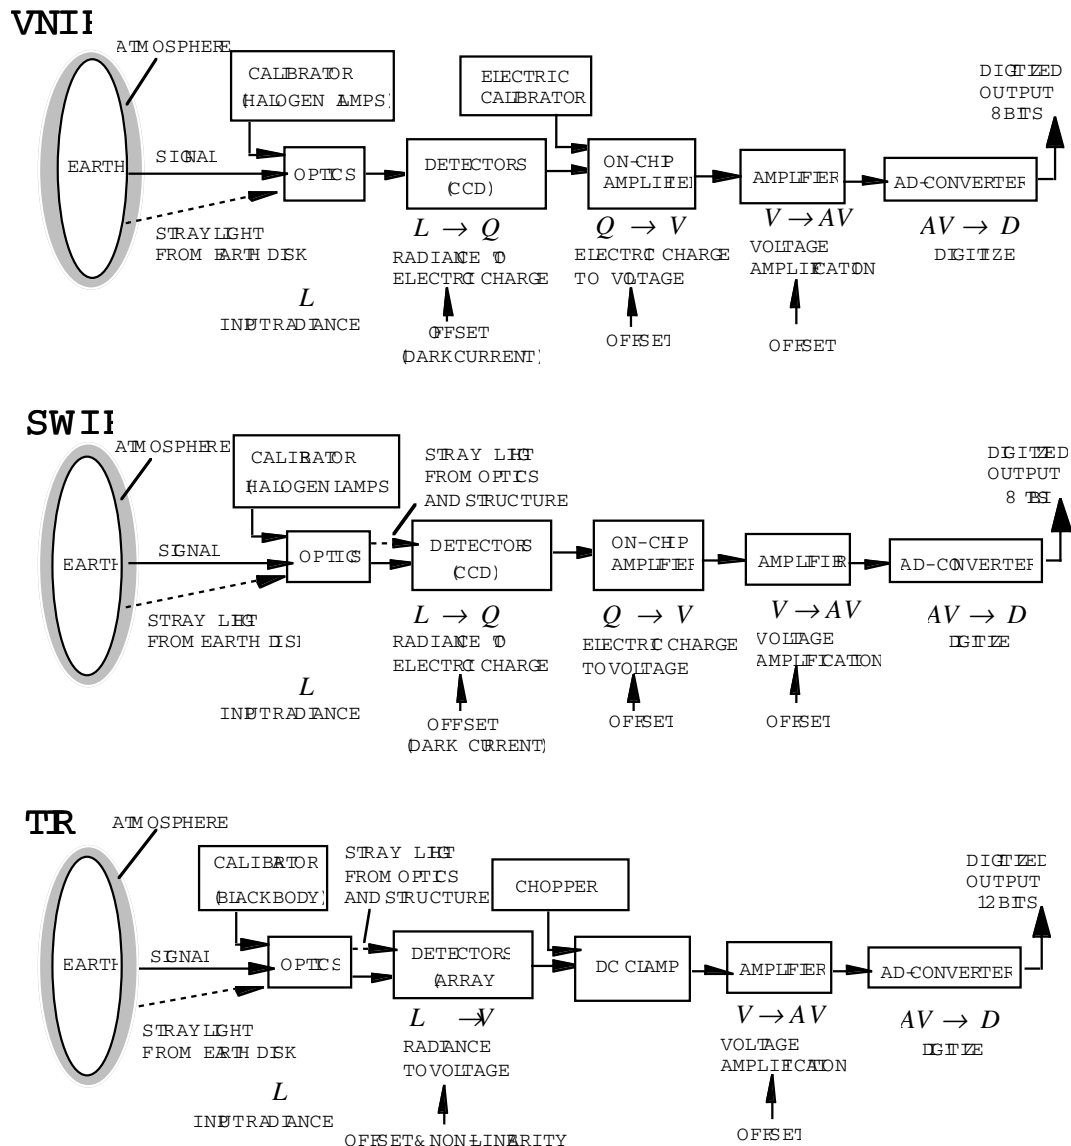 VNIR
ATMOSPHERE
CALIBRATOR
(HALOGEN LAMPS)
ELECTRIC
CALIBRATOR
DIGITIZED
OUTPUT
8 BITS
EARTH
SIGNAL
OPTICS
DETECTORS
(CCD)
ON-CHIP
AMPLIFIER
AMPLIFIER
AD-CONVERTER
STRAY LIGHT
FROM EARTH DISK
L → Q
RADIANCE TO
ELECTRIC CHARGE
Q → V
ELECTRIC CHARGE
TO VOLTAGE
V → AV
VOLTAGE
AMPLIFICATION
AV → D
DIGITIZE
L
INPUT RADIANCE
OFFSET
(DARK CURRENT)
OFFSET
OFFSET
SWIR
ATMOSPHERE
CALIBRATOR
(HALOGEN LAMPS)
STRAY LIGHT
FROM OPTICS
AND STRUCTURE
DIGITIZED
OUTPUT
8 BITS
EARTH
SIGNAL
OPTICS
DETECTORS
(CCD)
ON-CHIP
AMPLIFIER
AMPLIFIER
AD-CONVERTER
STRAY LIGHT
FROM EARTH DISK
L → Q
RADIANCE TO
ELECTRIC CHARGE
Q → V
ELECTRIC CHARGE
TO VOLTAGE
V → AV
VOLTAGE
AMPLIFICATION
AV → D
DIGITIZE
L
INPUT RADIANCE
OFFSET
(DARK CURRENT)
OFFSET
OFFSET
TIR
ATMOSPHERE
CALIBRATOR
(BLACKBODY)
STRAY LIGHT
FROM OPTICS
AND STRUCTURE
CHOPPER
DIGITIZED
OUTPUT
12 BITS
EARTH
SIGNAL
OPTICS
DETECTORS
(ARRAY
DC CLAMP
AMPLIFIER
AD-CONVERTER
STRAY LIGHT
FROM EARTH DISK
L → V
RADIANCE
TO VOLTAGE
V → AV
VOLTAGE
AMPLIFICATION
AV → D
DIGITIZE
L
INPUT RADIANCE
OFFSET & NON-LINEARITY
OFFSET